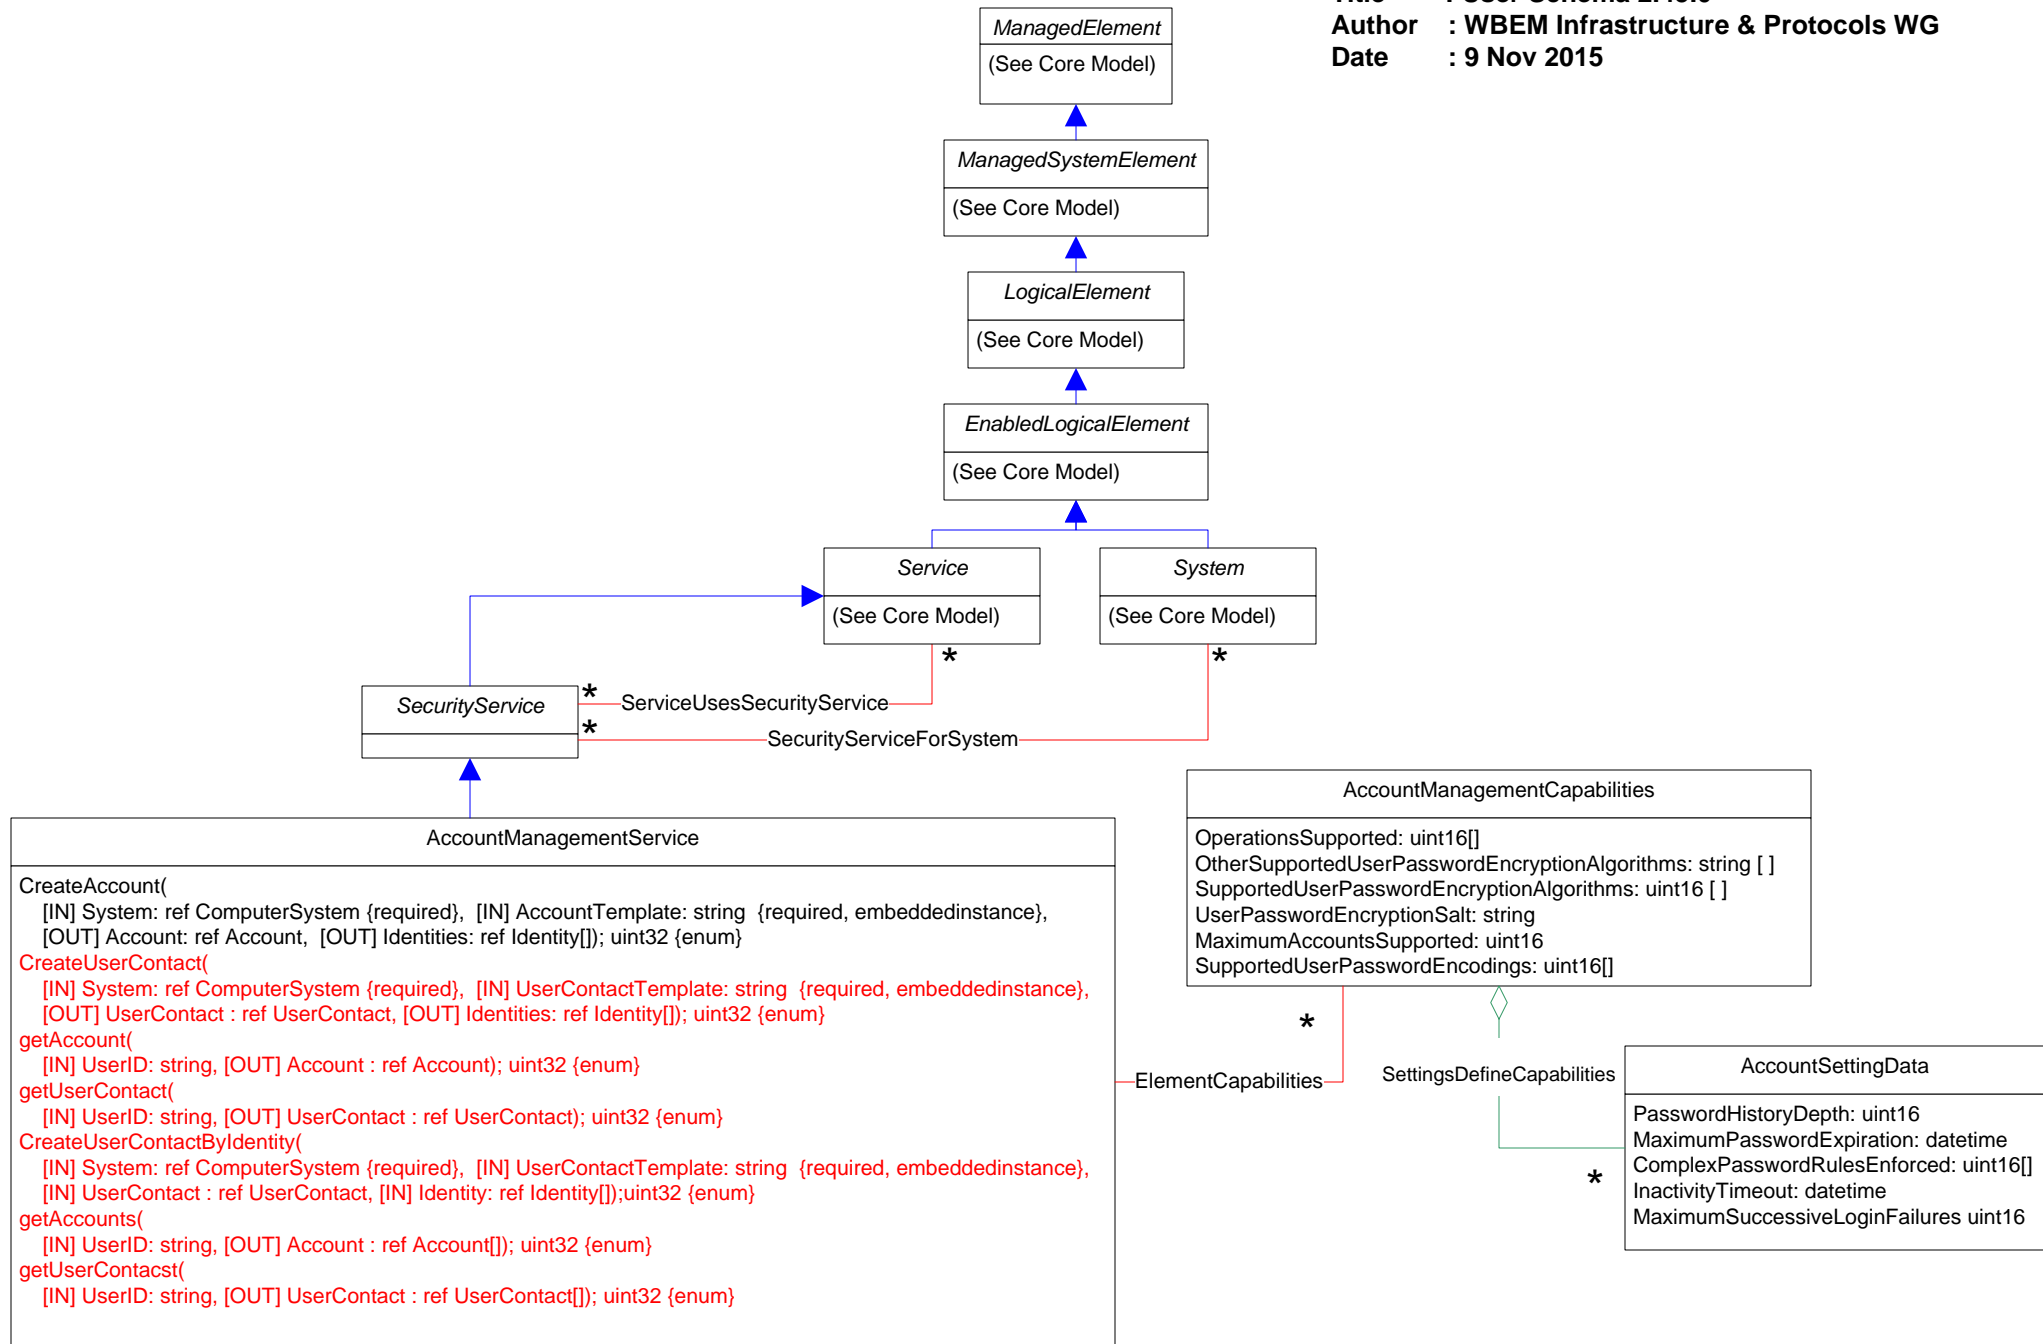 Author : WBEM Infrastructure & Protocols WG
Date : 9 Nov 2015
ManagedElement
(See Core Model)
ManagedSystemElement
(See Core Model)
LogicalElement
(See Core Model)
EnabledLogicalElement
(See Core Model)
Service
(See Core Model)
System
(See Core Model)
*
*
SecurityService
*
ServiceUsesSecurityService
*
SecurityServiceForSystem
AccountManagementService
CreateAccount(
[IN] System: ref ComputerSystem {required}, [IN] AccountTemplate: string {required, embeddedinstance},
[OUT] Account: ref Account, [OUT] Identities: ref Identity[]); uint32 {enum}
CreateUserContact(
[IN] System: ref ComputerSystem {required}, [IN] UserContactTemplate: string {required, embeddedinstance},
[OUT] UserContact : ref UserContact, [OUT] Identities: ref Identity[]); uint32 {enum}
getAccount(
[IN] UserID: string, [OUT] Account : ref Account); uint32 {enum}
getUserContact(
[IN] UserID: string, [OUT] UserContact : ref UserContact); uint32 {enum}
CreateUserContactByIdentity(
[IN] System: ref ComputerSystem {required}, [IN] UserContactTemplate: string {required, embeddedinstance},
[IN] UserContact : ref UserContact, [IN] Identity: ref Identity[]);uint32 {enum}
getAccounts(
[IN] UserID: string, [OUT] Account : ref Account[]); uint32 {enum}
getUserContacst(
[IN] UserID: string, [OUT] UserContact : ref UserContact[]); uint32 {enum}
AccountManagementCapabilities
OperationsSupported: uint16[]
OtherSupportedUserPasswordEncryptionAlgorithms: string [ ]
SupportedUserPasswordEncryptionAlgorithms: uint16 [ ]
UserPasswordEncryptionSalt: string
MaximumAccountsSupported: uint16
SupportedUserPasswordEncodings: uint16[]
*
ElementCapabilities
SettingsDefineCapabilities
*
AccountSettingData
PasswordHistoryDepth: uint16
MaximumPasswordExpiration: datetime
ComplexPasswordRulesEnforced: uint16[]
InactivityTimeout: datetime
MaximumSuccessiveLoginFailures uint16